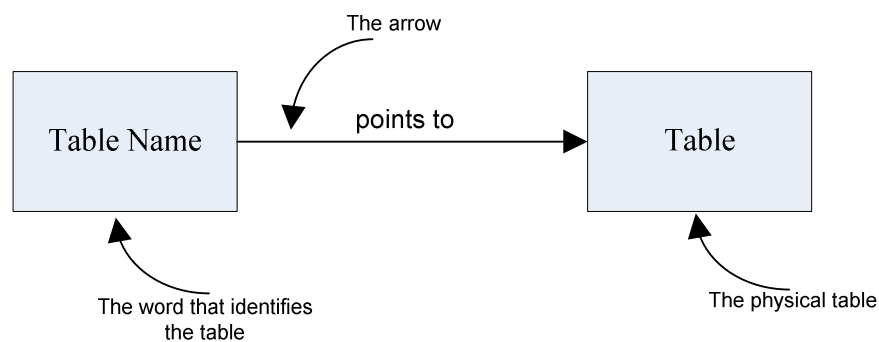 The arrow
points to
Table Name
Table
The word that identifies
the table
The physical table